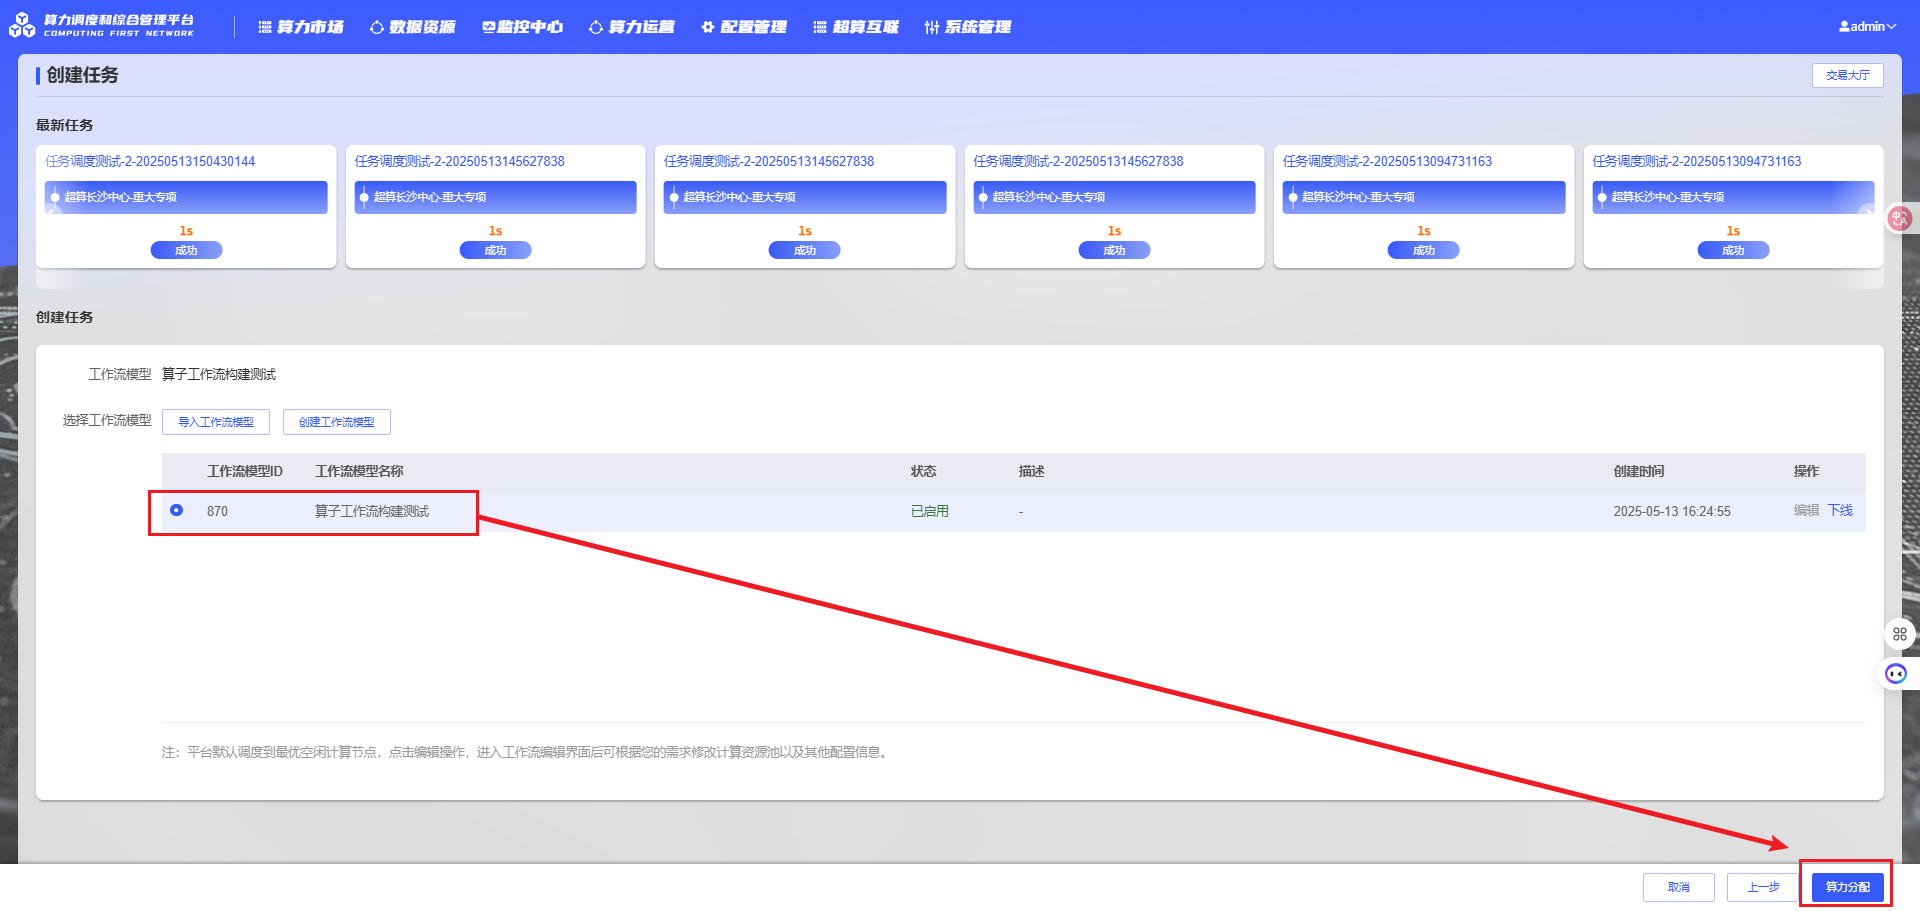 算力调度和综合管理平台
COMPUTING FIRST NETWORK
算力市场 数据资源 监控中心 算力运营 配置管理 超算互联 系统管理
admin
创建任务
交易大厅
最新任务
任务调度测试-2-20250513150430144
超算长沙中心-重大专项
1s
成功
任务调度测试-2-20250513145627838
超算长沙中心-重大专项
1s
成功
任务调度测试-2-20250513145627838
超算长沙中心-重大专项
1s
成功
任务调度测试-2-20250513145627838
超算长沙中心-重大专项
1s
成功
任务调度测试-2-20250513094731163
超算长沙中心-重大专项
1s
成功
任务调度测试-2-20250513094731163
超算长沙中心-重大专项
1s
成功
创建任务
工作流模型 算子工作流构建测试
选择工作流模型 导入工作流模型 创建工作流模型
工作流模型ID 工作流模型名称 状态 描述 创建时间 操作
870 算子工作流构建测试 已启用 - 2025-05-13 16:24:55 编辑 下线
注：平台默认调度到最优空闲计算节点，点击编辑操作，进入工作流编辑界面后可根据您的需求修改计算资源池以及其他配置信息。
取消 上一步 算力分配